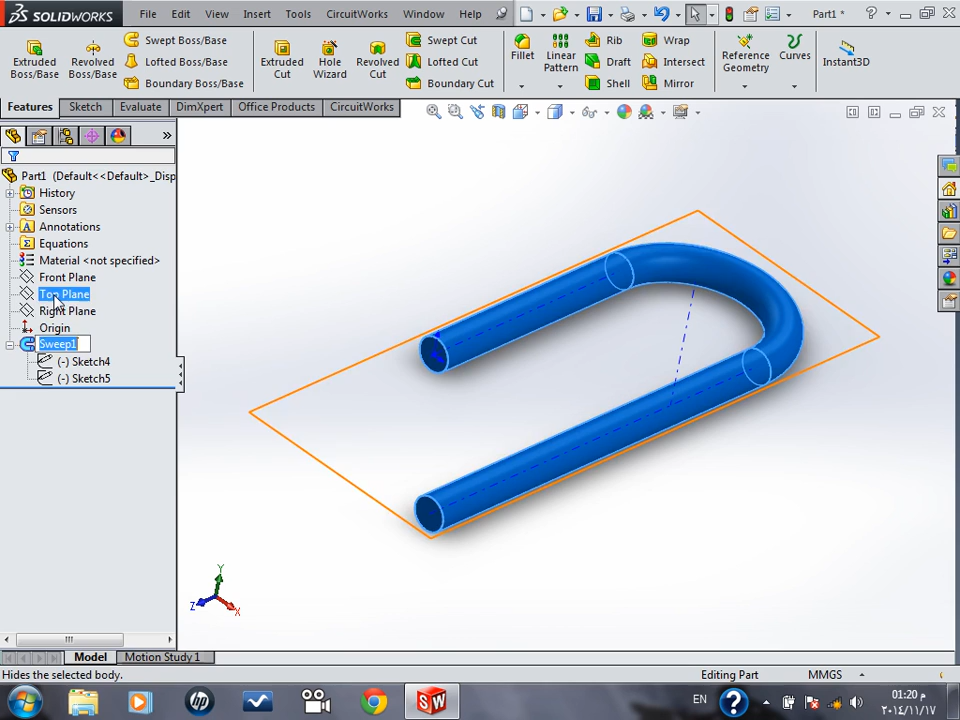 SOLIDWORKS File Edit View Insert Tools CircuitWorks Window Help Part1 *
Extruded Boss/Base
Revolved Boss/Base
Swept Boss/Base
Lofted Boss/Base
Boundary Boss/Base
Extruded Cut
Hole Wizard
Revolved Cut
Swept Cut
Lofted Cut
Boundary Cut
Fillet
Linear Pattern
Rib
Draft
Shell
Wrap
Intersect
Mirror
Reference Geometry
Curves
Instant3D
Features Sketch Evaluate DimXpert Office Products CircuitWorks
Part1 (Default<<Default>_Disp
History
Sensors
Annotations
Equations
Material <not specified>
Front Plane
Top Plane
Right Plane
Origin
Sweep1
(-) Sketch4
(-) Sketch5
Y
Z
X
Model Motion Study 1
Hides the selected body. Editing Part MMGS
EN
01:20 م
٢٠١٤/١١/١٧